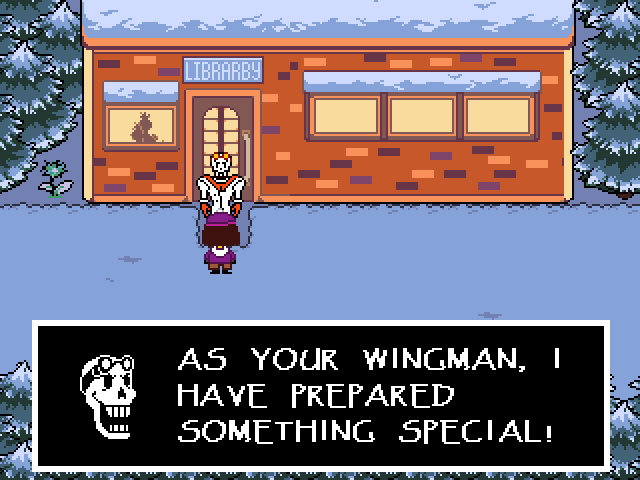 LIBRARBY
AS YOUR WINGMAN, I
HAVE PREPARED
SOMETHING SPECIAL!